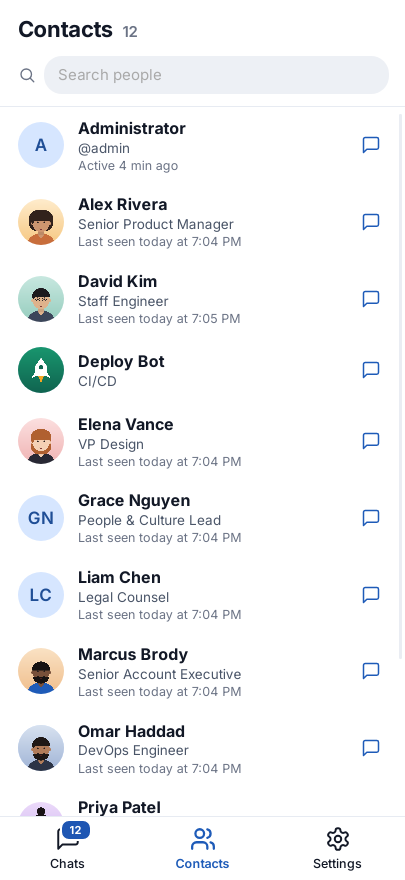 Contacts 12
Search people
A
Administrator
@admin
Active 4 min ago
Alex Rivera
Senior Product Manager
Last seen today at 7:04 PM
David Kim
Staff Engineer
Last seen today at 7:05 PM
Deploy Bot
CI/CD
Elena Vance
VP Design
Last seen today at 7:04 PM
GN
Grace Nguyen
People & Culture Lead
Last seen today at 7:04 PM
LC
Liam Chen
Legal Counsel
Last seen today at 7:04 PM
Marcus Brody
Senior Account Executive
Last seen today at 7:04 PM
Omar Haddad
DevOps Engineer
Last seen today at 7:04 PM
Priya Patel
12
Chats
Contacts
Settings